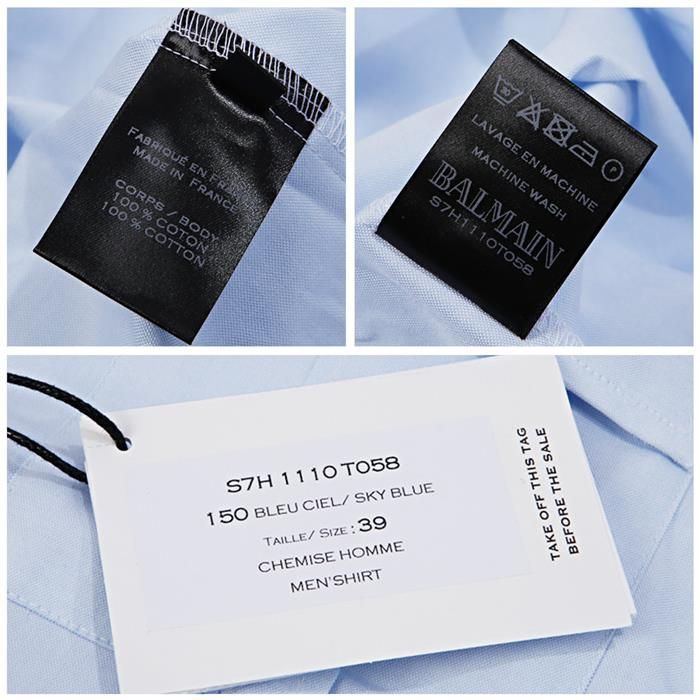 FABRIQUÉ EN FRANCE
MADE IN FRANCE
CORPS / BODY
100 % COTON
100 % COTTON
30
P
LAVAGE EN MACHINE
MACHINE WASH
BALMAIN
S7H1110T058
S7H 1110 T058
150 BLEU CIEL/ SKY BLUE
TAILLE/ SIZE : 39
CHEMISE HOMME
MEN'SHIRT
TAKE OFF THIS TAG
BEFORE THE SALE